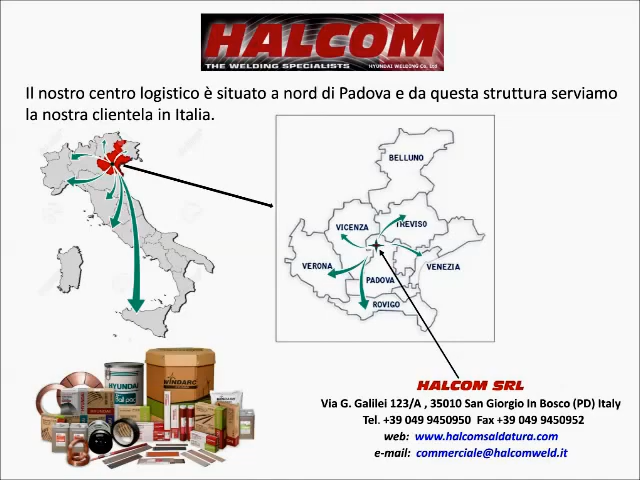 HALCOM
THE WELDING SPECIALISTS HYUNDAI WELDING Co. Ltd
Il nostro centro logistico è situato a nord di Padova e da questa struttura serviamo
la nostra clientela in Italia.
BELLUNO
VICENZA
TREVISO
VERONA
VENEZIA
PADOVA
ROVIGO
HYUNDAI
WINDARC
HALCOM SRL
Via G. Galilei 123/A , 35010 San Giorgio In Bosco (PD) Italy
Tel. +39 049 9450950 Fax +39 049 9450952
web: www.halcomsaldatura.com
e-mail: commerciale@halcomweld.it